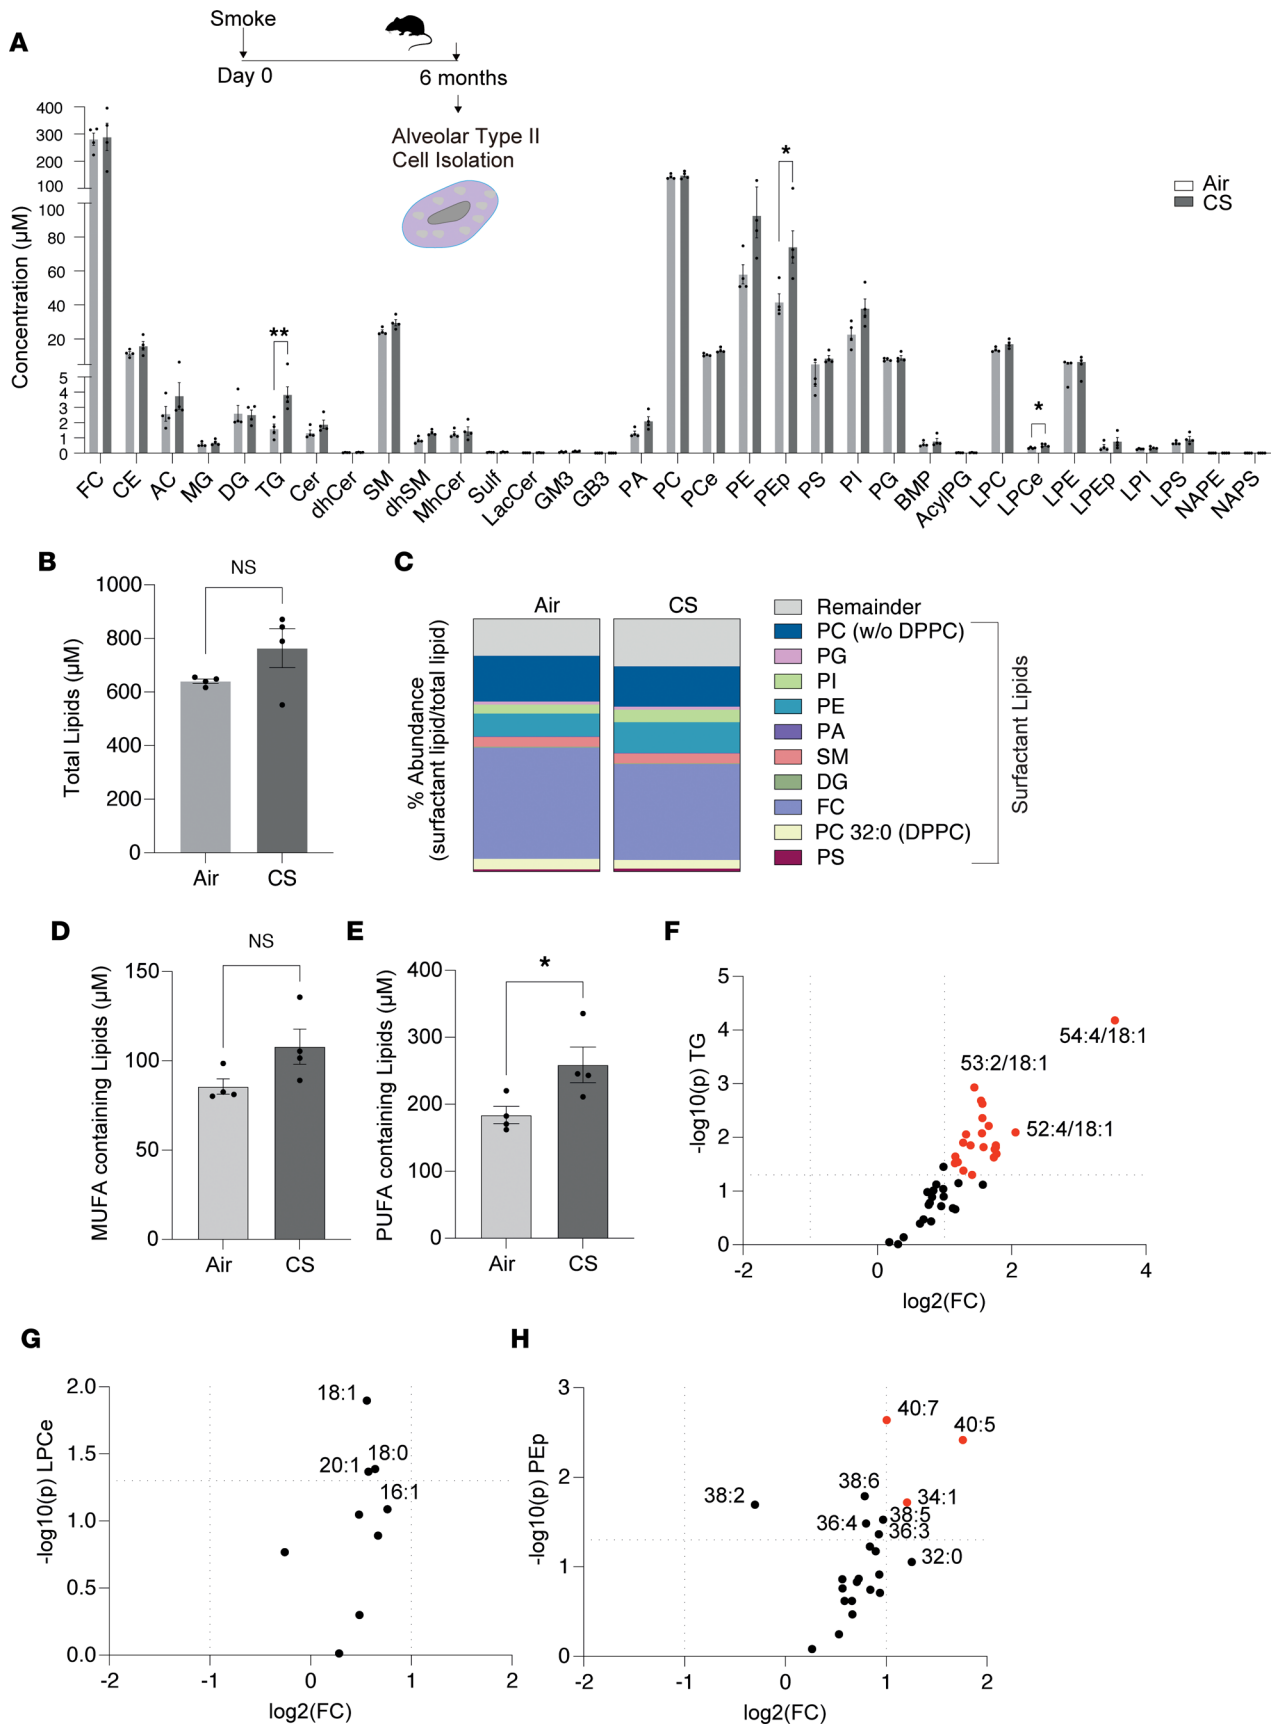 A
Smoke
Day 0
6 months
Alveolar Type II
Cell Isolation
Air
CS
Concentration (μM)
400
300
200
100
100
80
60
40
20
5
4
3
2
1
0
**
*
*
FC
CE
AC
MG
DG
TG
Cer
dhCer
SM
dhSM
MhCer
Sulf
LacCer
GM3
GB3
PA
PC
PCe
PE
PEp
PS
PI
PG
BMP
AcylPG
LPC
LPCe
LPE
LPEp
LPI
LPS
NAPE
NAPS
B
NS
Total Lipids (μM)
1000
800
600
400
200
0
Air
CS
C
Air
CS
% Abundance
(surfactant lipid/total lipid)
Remainder
PC (w/o DPPC)
PG
PI
PE
PA
SM
DG
FC
PC 32:0 (DPPC)
PS
Surfactant Lipids
D
NS
MUFA containing Lipids (μM)
150
100
50
0
Air
CS
E
*
PUFA containing Lipids (μM)
400
300
200
100
0
Air
CS
F
-log10(p) TG
5
4
3
2
1
0
54:4/18:1
53:2/18:1
52:4/18:1
-2
0
2
4
log2(FC)
G
-log10(p) LPCe
2.0
1.5
1.0
0.5
0.0
18:1
18:0
20:1
16:1
-2
-1
0
1
2
log2(FC)
H
-log10(p) PEp
3
2
1
0
40:7
40:5
38:6
38:2
34:1
38:5
36:4
36:3
32:0
-2
-1
0
1
2
log2(FC)